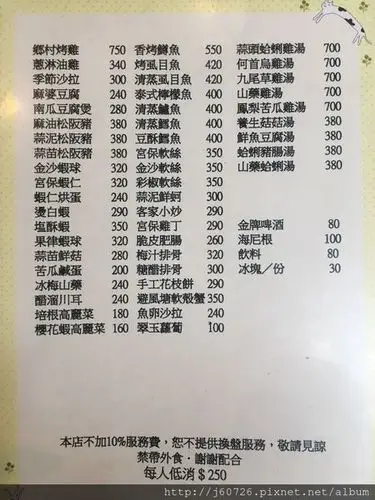 鄉村烤雞 750
蔥淋油雞 340
季節沙拉 300
麻婆豆腐 240
南瓜豆腐煲 280
麻油松阪豬 380
蒜泥松阪豬 380
蒜苗松阪豬 380
金沙蝦球 320
宮保蝦仁 320
蝦仁烘蛋 240
燙白蝦 290
塩酥蝦 350
果律蝦球 320
蒜苗鮮菇 280
苦瓜鹹蛋 200
冰梅山藥 240
醋溜川耳 240
培根高麗菜 180
櫻花蝦高麗菜 160
香烤鱒魚 550
烤虱目魚 420
清蒸虱目魚 420
泰式檸檬魚 400
清蒸鱸魚 400
清蒸鱈魚 400
豆酥鱈魚 400
宮保軟絲 350
金沙軟絲 350
彩椒軟絲 350
蒜泥鮮蚵 300
客家小炒 290
宮保雞丁 290
脆皮肥腸 260
梅汁排骨 300
糖醋排骨 300
手工花枝餅 290
避風塘軟殼蟹 350
魚卵沙拉 240
翠玉蘿蔔 100
蒜頭蛤蜊雞湯 700
何首烏雞湯 700
九尾草雞湯 700
山藥雞湯 700
鳳梨苦瓜雞湯 700
養生菇菇湯 380
鮮魚豆腐湯 380
蛤蜊豬腸湯 380
山藥蛤蜊湯 380
金牌啤酒 80
海尼根 100
飲料 80
冰塊／份 30
本店不加10%服務費，恕不提供換盤服務，敬請見諒
禁帶外食．謝謝配合
每人低消＄250
http://j60726.pixnet.net/album